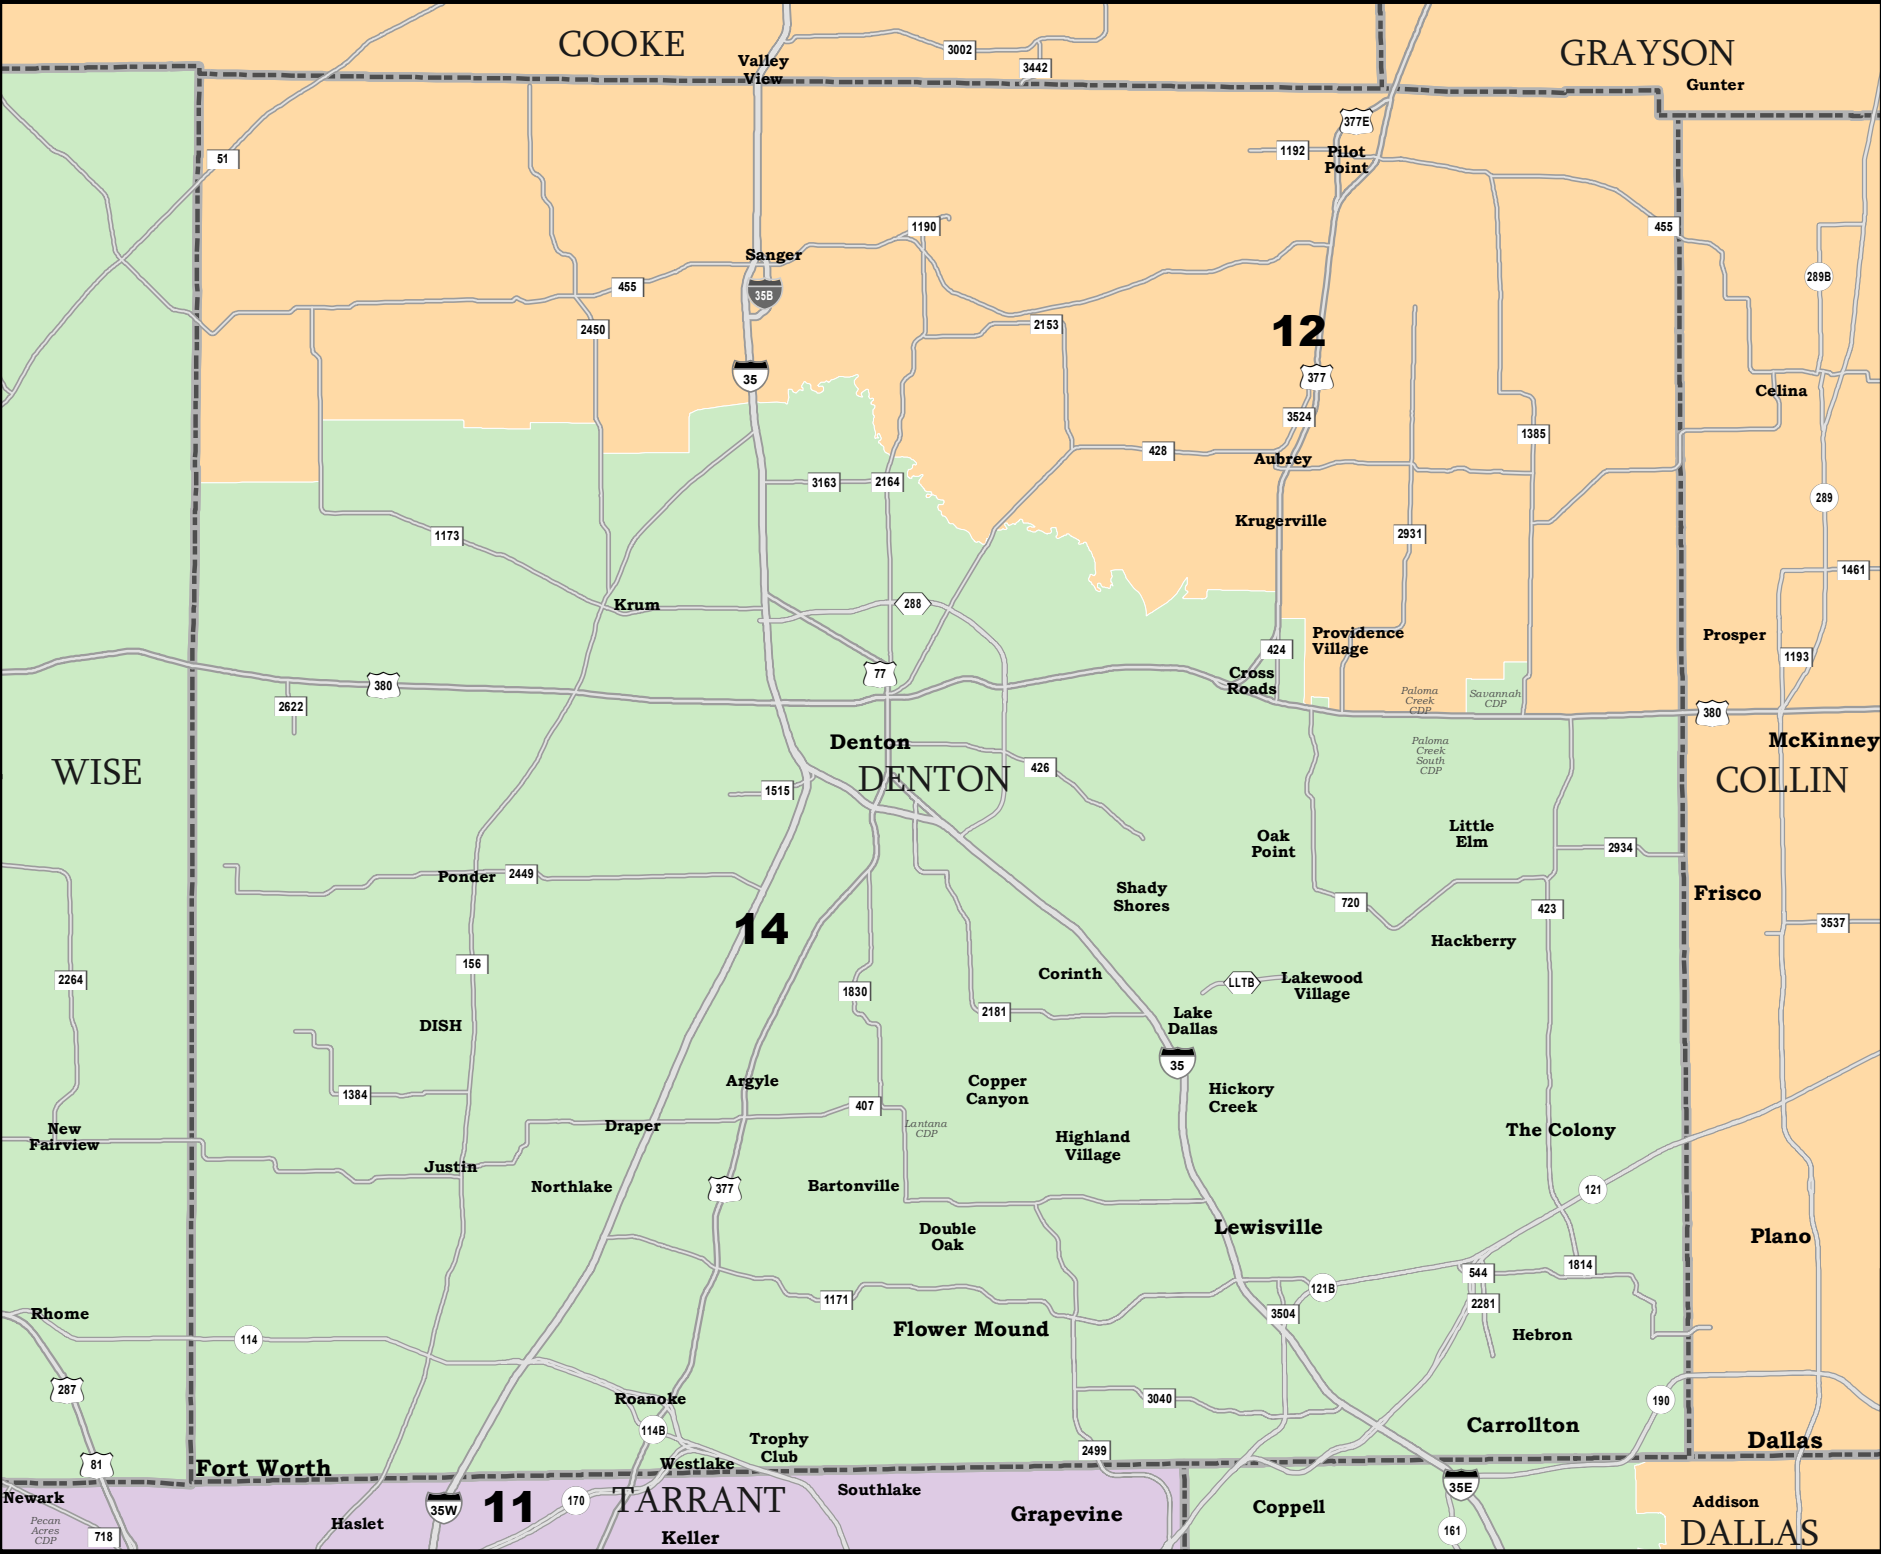 COOKE
GRAYSON
Valley
View
3002
3442
Gunter
377E
51
1192
Pilot
Point
1190
455
Sanger
289B
455
35B
2450
2153
12
35
377
Celina
3524
1385
428
Aubrey
3163
2164
289
Krugerville
1173
2931
1461
Krum
288
Providence
Village
Prosper
424
1193
77
Cross
Roads
380
Paloma
Creek
CDP
Savannah
CDP
2622
380
Denton
McKinney
Paloma
Creek
South
CDP
WISE
DENTON
426
COLLIN
1515
Little
Elm
Oak
Point
2934
Ponder
2449
Shady
Shores
Frisco
720
423
14
3537
Hackberry
156
Corinth
2264
LLTB
Lakewood
Village
1830
2181
Lake
Dallas
DISH
35
Argyle
Copper
Canyon
Hickory
Creek
1384
407
New
Fairview
Draper
Lantana
CDP
The Colony
Highland
Village
Justin
Northlake
377
Bartonville
121
Double
Oak
Lewisville
Plano
544
1814
121B
1171
2281
Rhome
3504
Flower Mound
114
Hebron
287
Roanoke
3040
190
114B
Carrollton
Trophy
Club
2499
Dallas
81
Fort Worth
Westlake
Newark
35W
11
170
TARRANT
Southlake
35E
Addison
Pecan
Acres
CDP
Haslet
Grapevine
Coppell
718
Keller
161
DALLAS